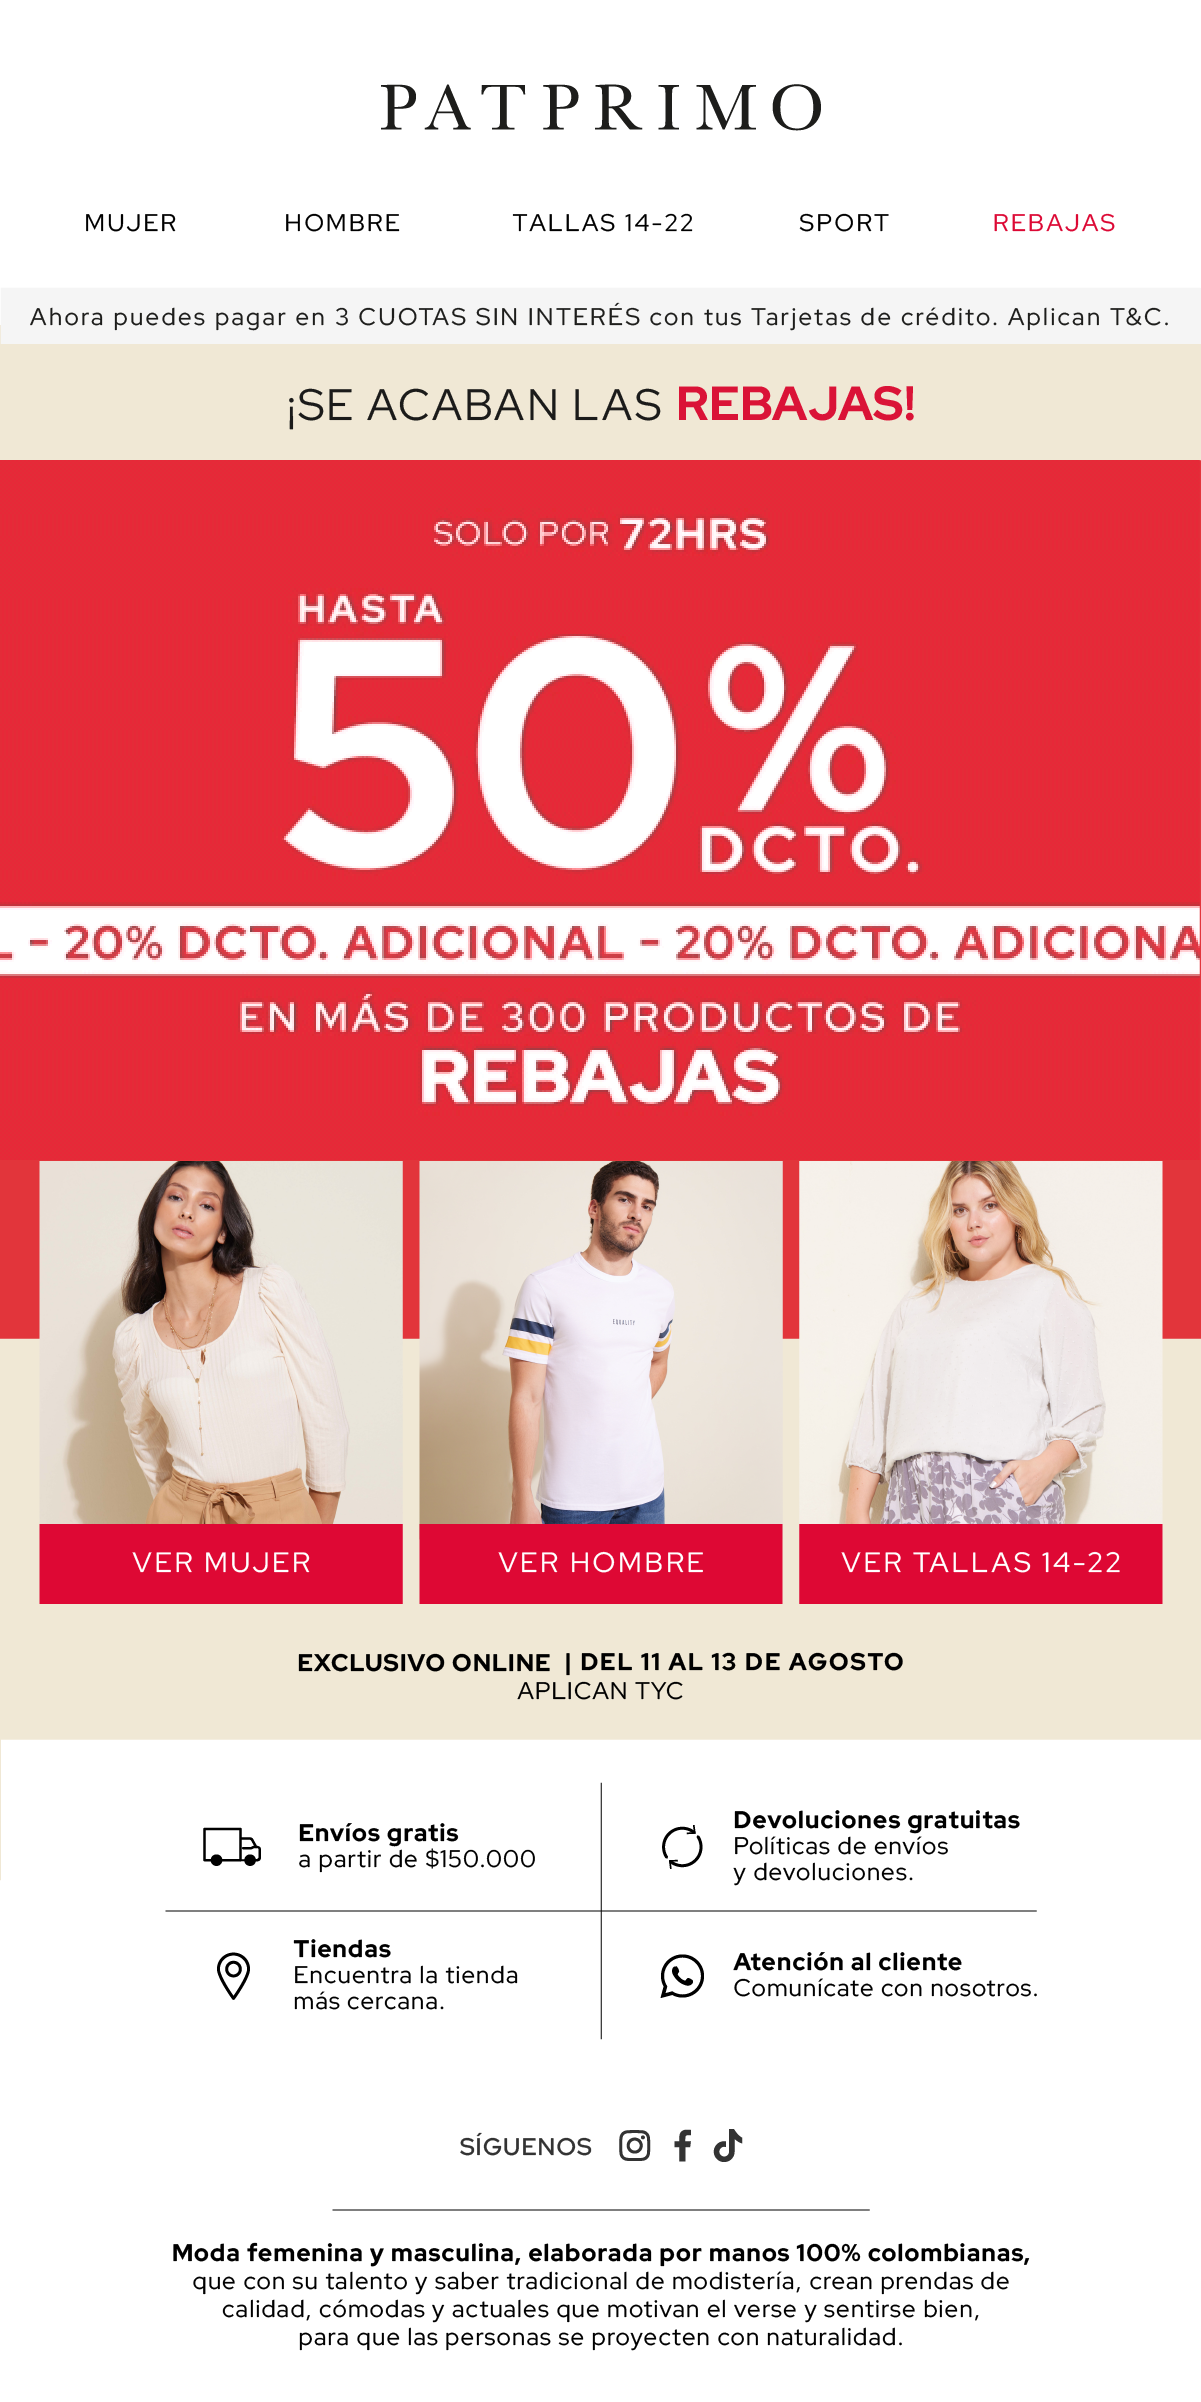 PATPRIMO
MUJER HOMBRE TALLAS 14-22 SPORT REBAJAS
Ahora puedes pagar en 3 CUOTAS SIN INTERÉS con tus Tarjetas de crédito. Aplican T&C.
¡SE ACABAN LAS REBAJAS!
SOLO POR 72HRS
HASTA
50%
DCTO.
L - 20% DCTO. ADICIONAL - 20% DCTO. ADICIONA
EN MÁS DE 300 PRODUCTOS DE
REBAJAS
EQUALITY
VER MUJER
VER HOMBRE
VER TALLAS 14-22
EXCLUSIVO ONLINE | DEL 11 AL 13 DE AGOSTO
APLICAN TYC
Envíos gratis
a partir de $150.000
Devoluciones gratuitas
Políticas de envíos
y devoluciones.
Tiendas
Encuentra la tienda
más cercana.
Atención al cliente
Comunícate con nosotros.
SÍGUENOS
Moda femenina y masculina, elaborada por manos 100% colombianas,
que con su talento y saber tradicional de modistería, crean prendas de
calidad, cómodas y actuales que motivan el verse y sentirse bien,
para que las personas se proyecten con naturalidad.